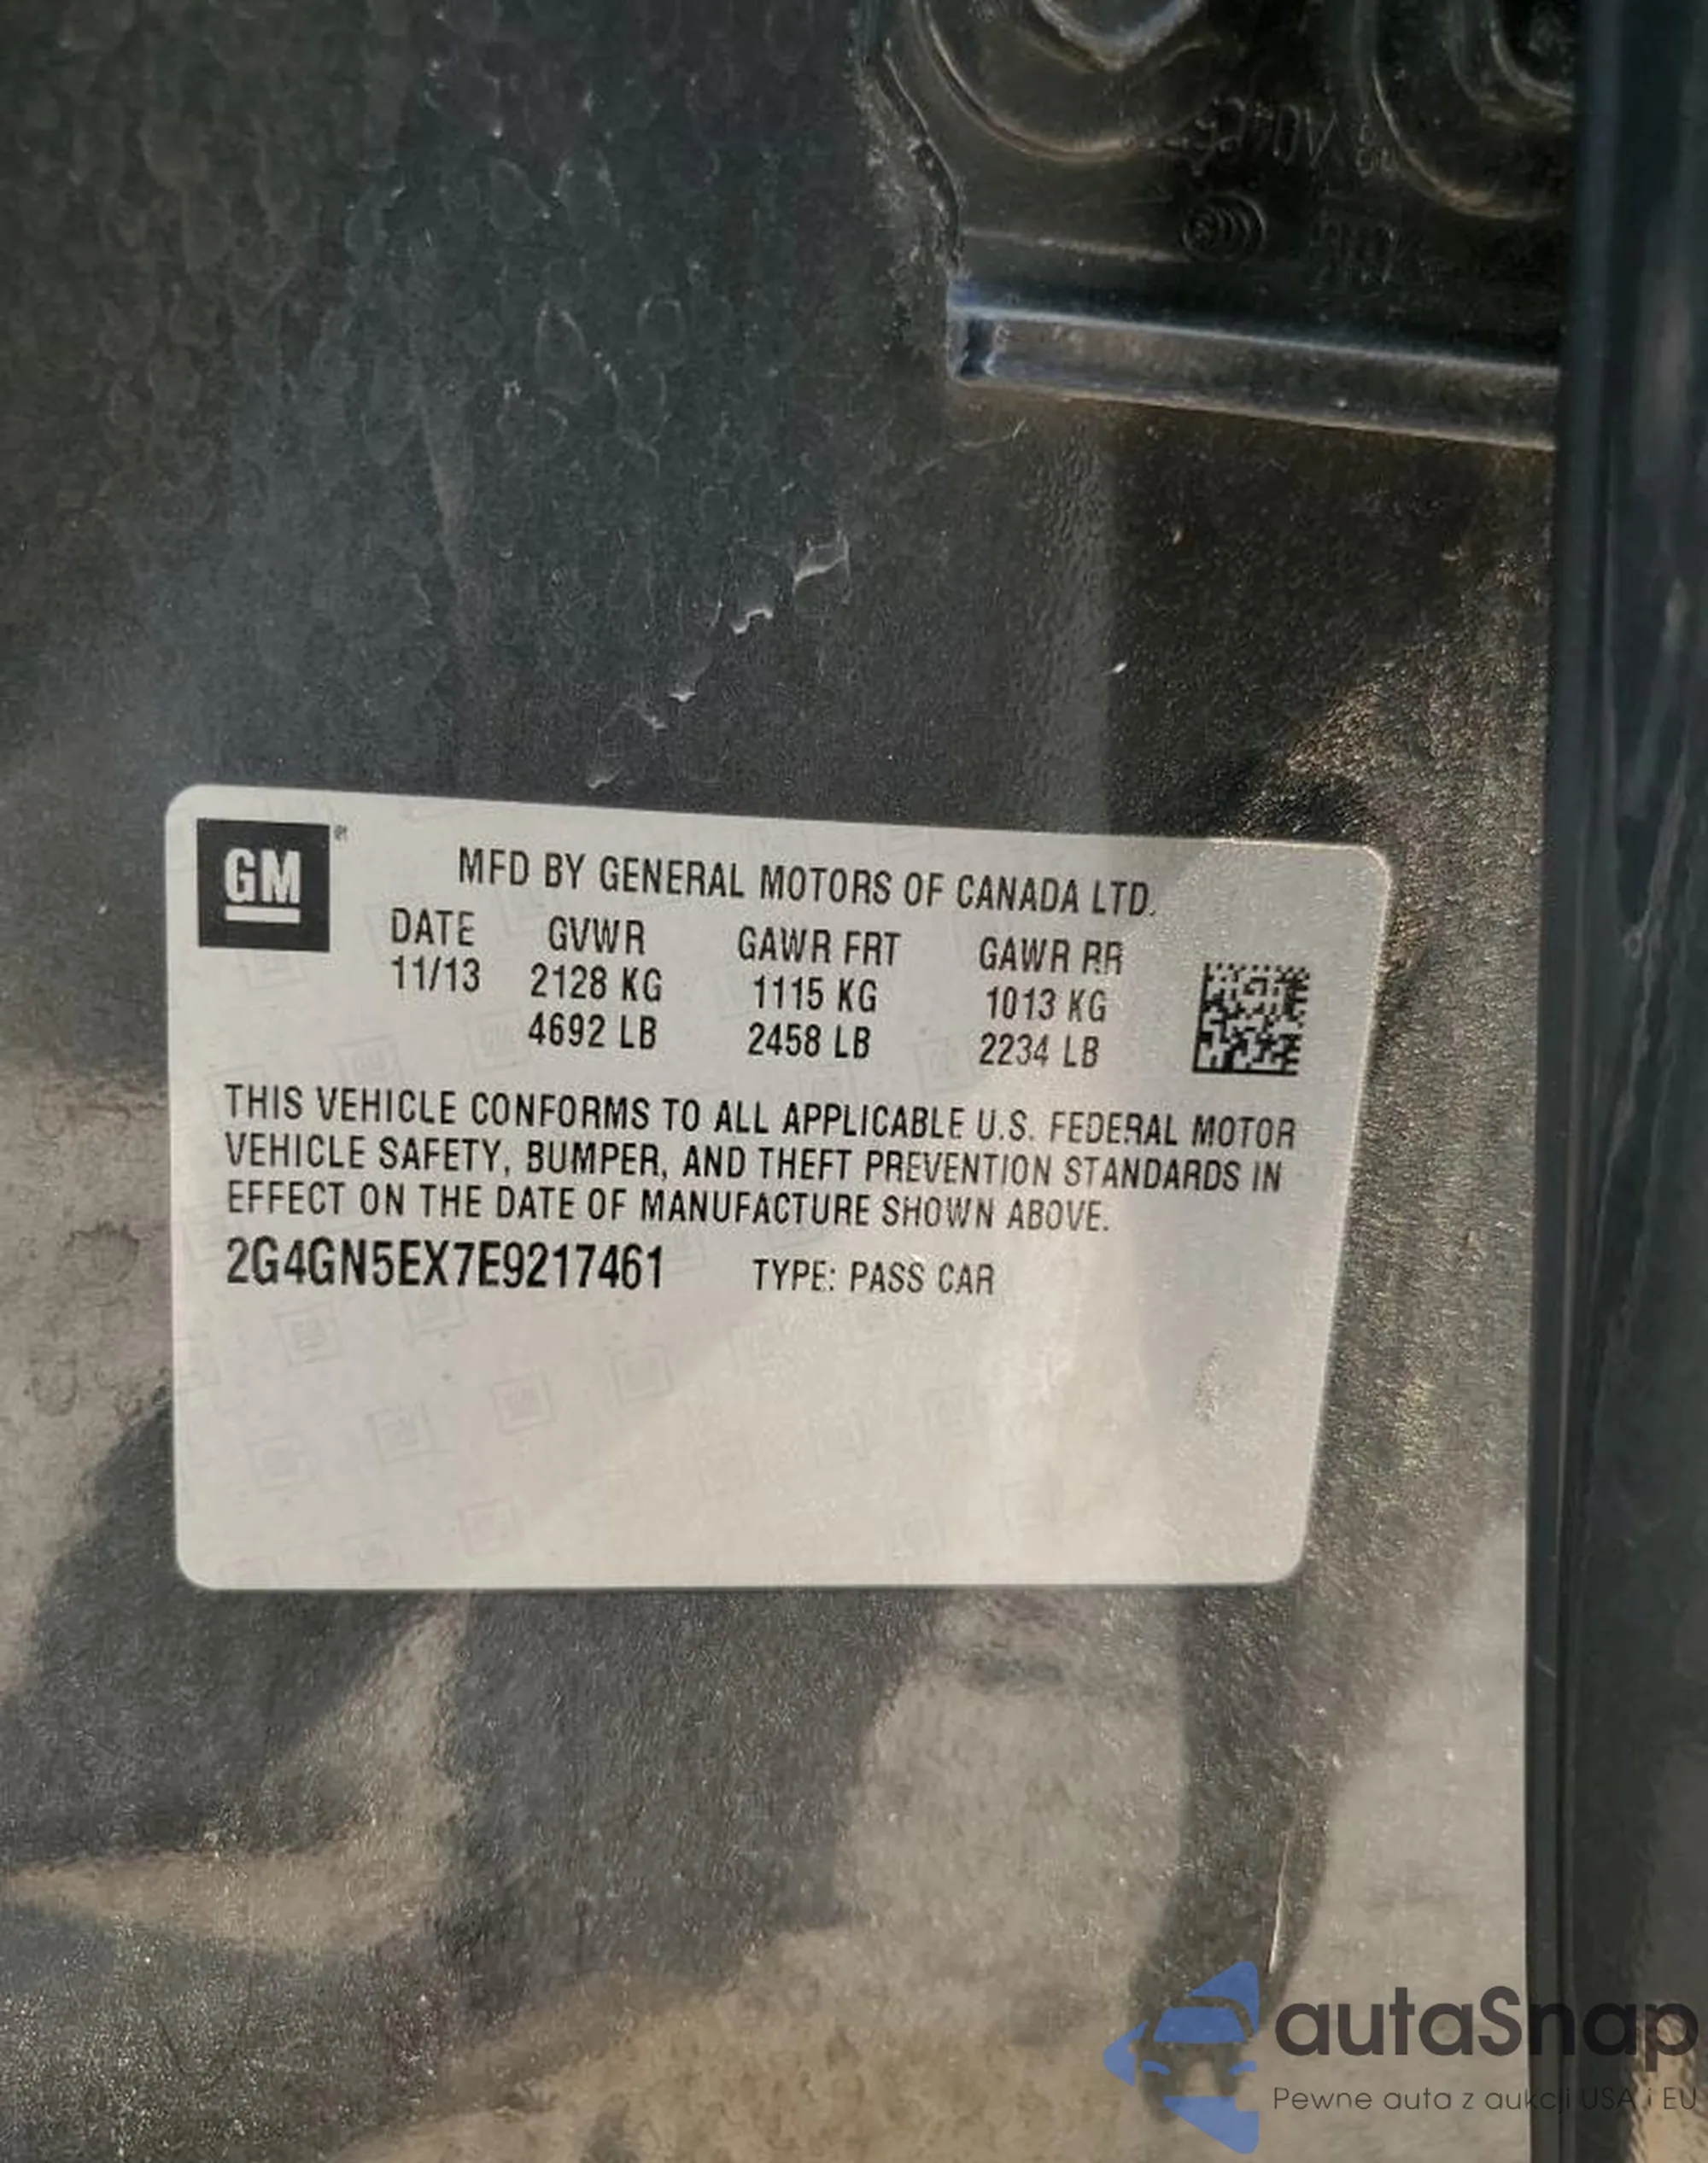 GM
MFD BY GENERAL MOTORS OF CANADA LTD.
DATE GVWR GAWR FRT GAWR RR
11/13 2128 KG 1115 KG 1013 KG
4692 LB 2458 LB 2234 LB
THIS VEHICLE CONFORMS TO ALL APPLICABLE U.S. FEDERAL MOTOR
VEHICLE SAFETY, BUMPER, AND THEFT PREVENTION STANDARDS IN
EFFECT ON THE DATE OF MANUFACTURE SHOWN ABOVE.
2G4GN5EX7E9217461 TYPE: PASS CAR
autaSnap
Pewne auta z aukcji USA i EU